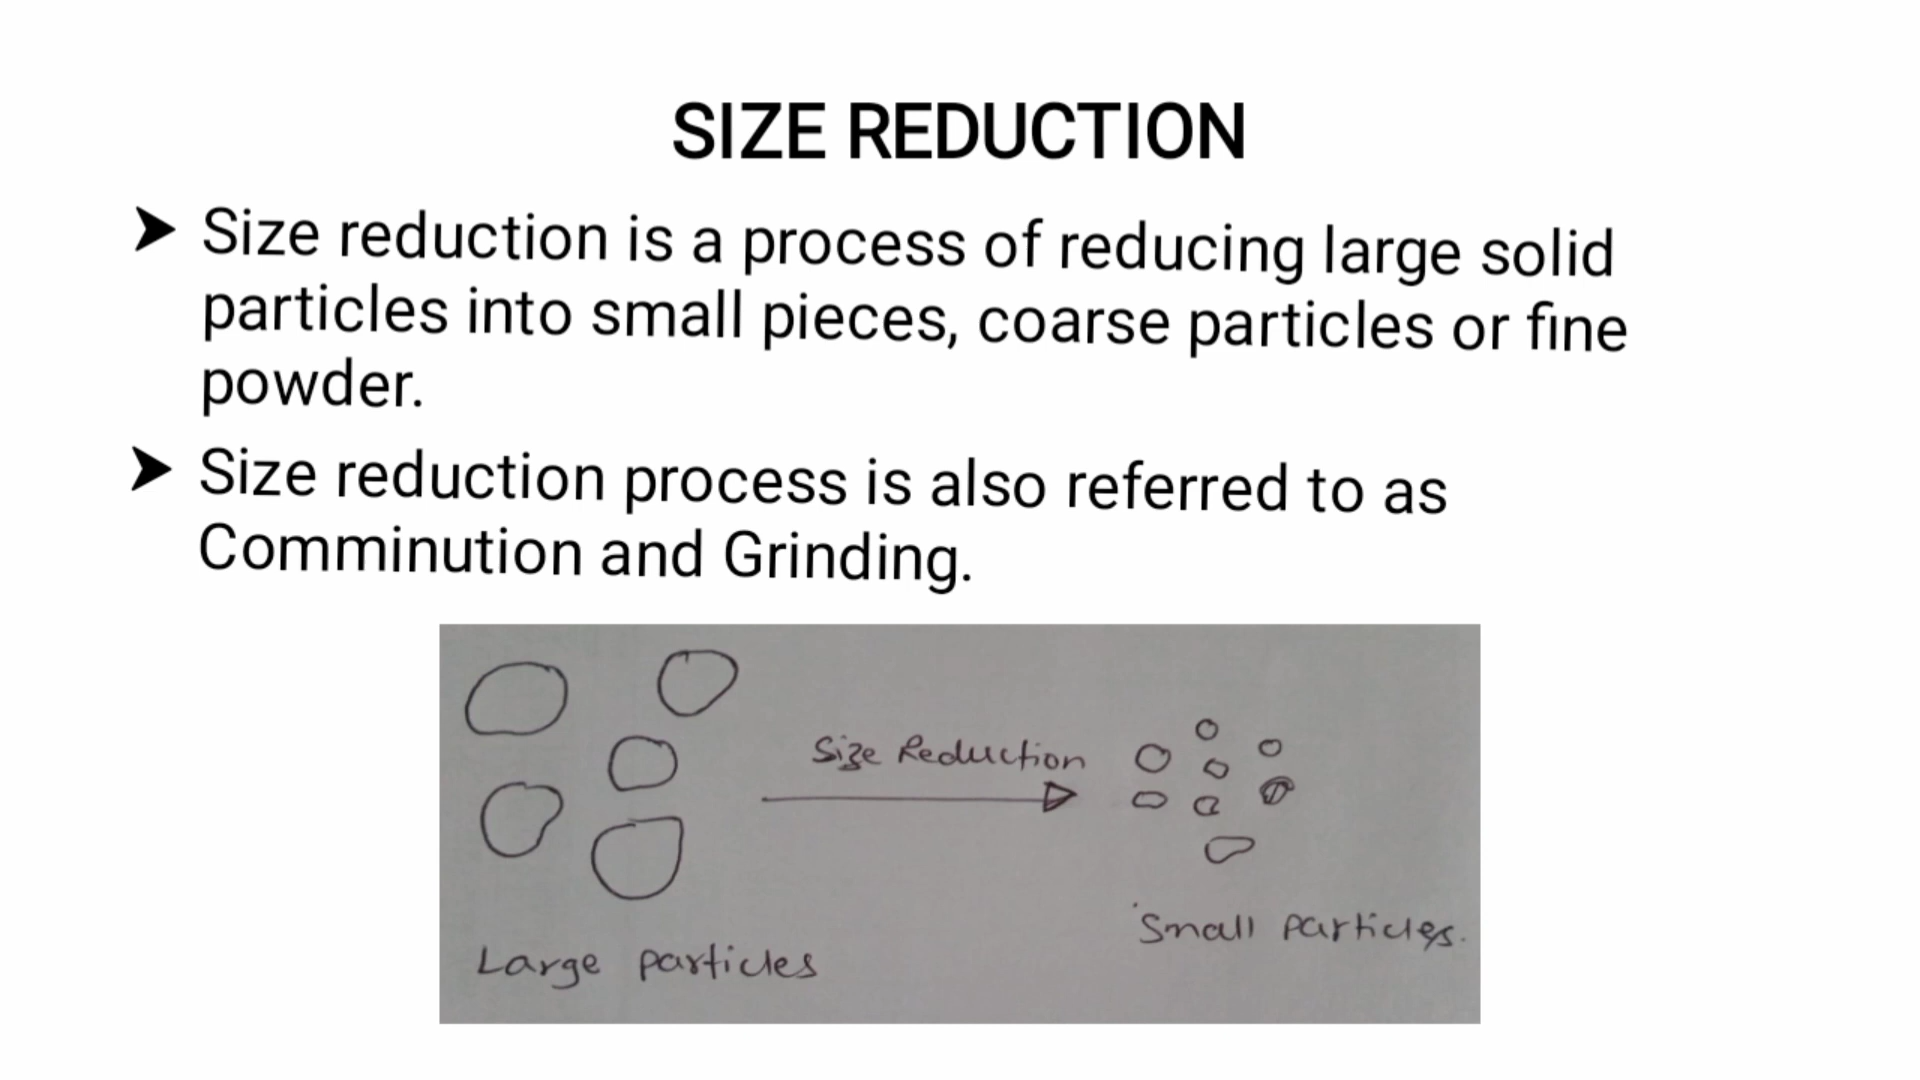 SIZE REDUCTION
➤ Size reduction is a process of reducing large solid
particles into small pieces, coarse particles or fine
powder.
➤ Size reduction process is also referred to as
Comminution and Grinding.
Size Reduction
Small particles.
Large particles